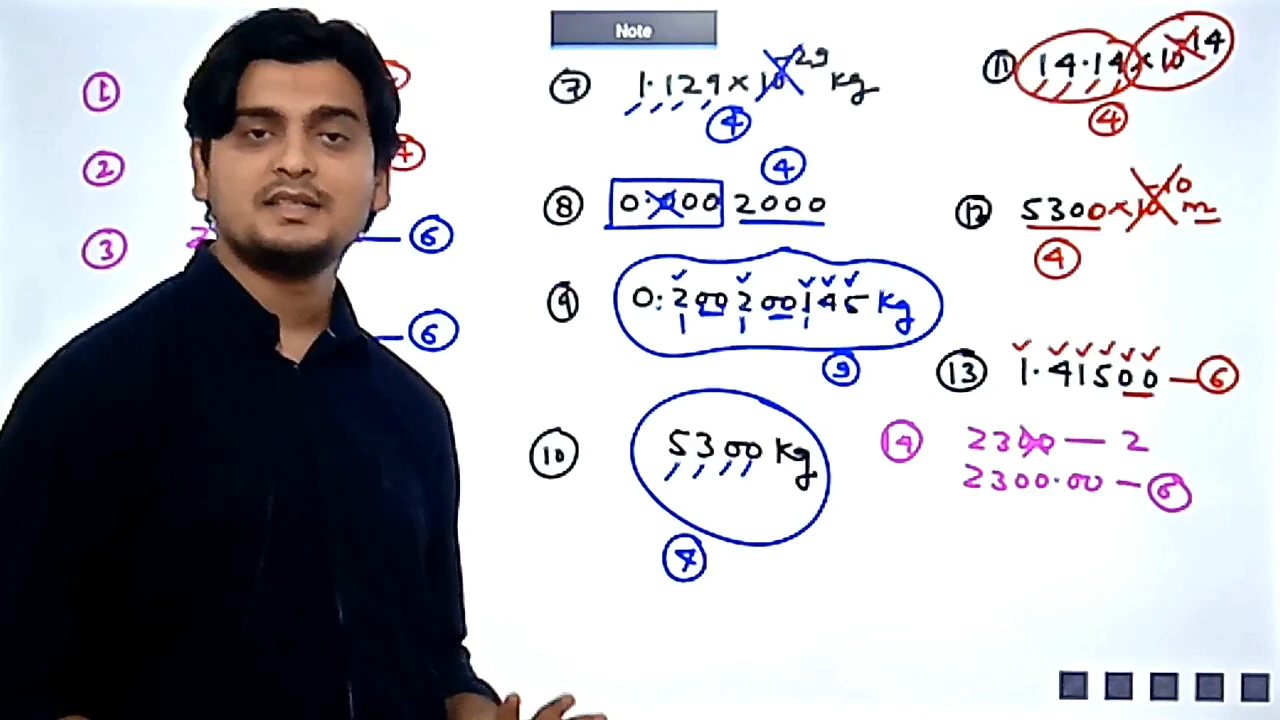 Note
① 
② 
③ 2 — ⑥
— ⑥
⑦ 1.129 × 10²⁹ kg
④
④
⑧ 0.000 2000
⑨ 0.200200145 kg
⑨
⑩ 5300 kg
④
⑪ 14.14 × 10⁻¹⁴
④
⑫ 5300 × 10⁻¹⁰ m
④
⑬ 1.41500 — ⑥
⑭ 2300 — 2
2300.00 — ⑥